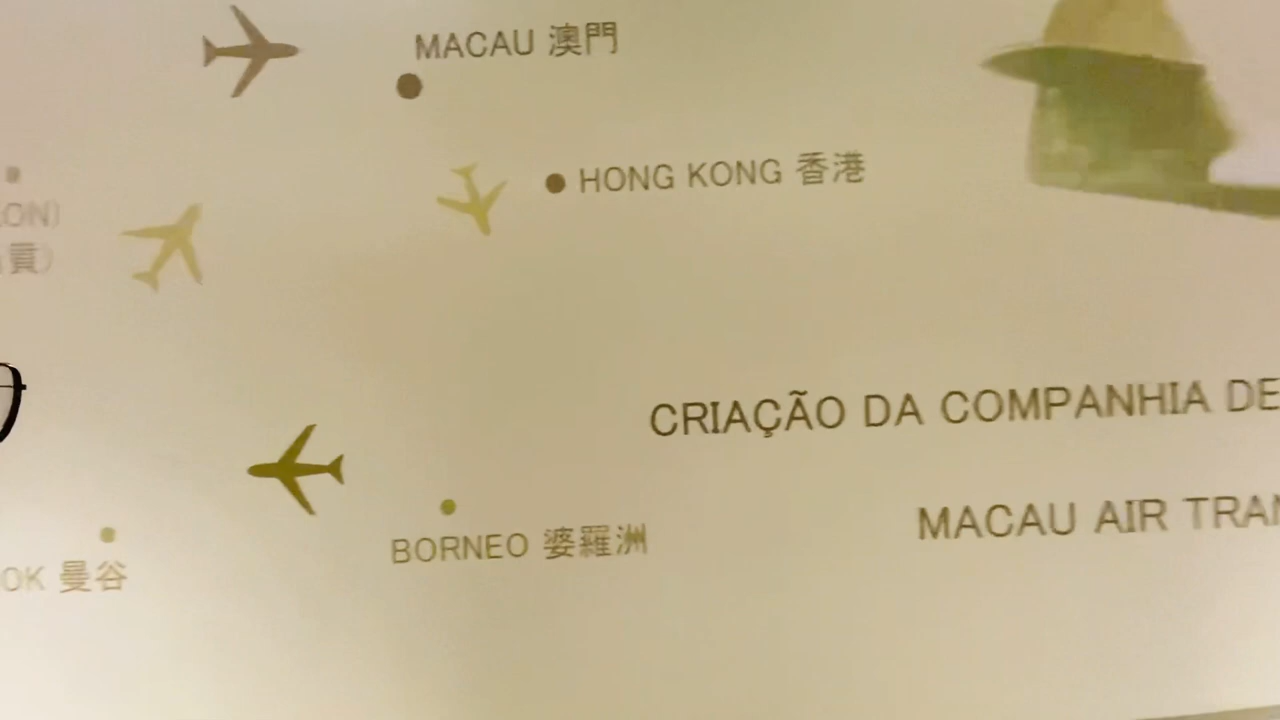 MACAU 澳門
HONG KONG 香港
CRIAÇÃO DA COMPANHIA DE
MACAU AIR
BORNEO 婆羅洲
曼谷